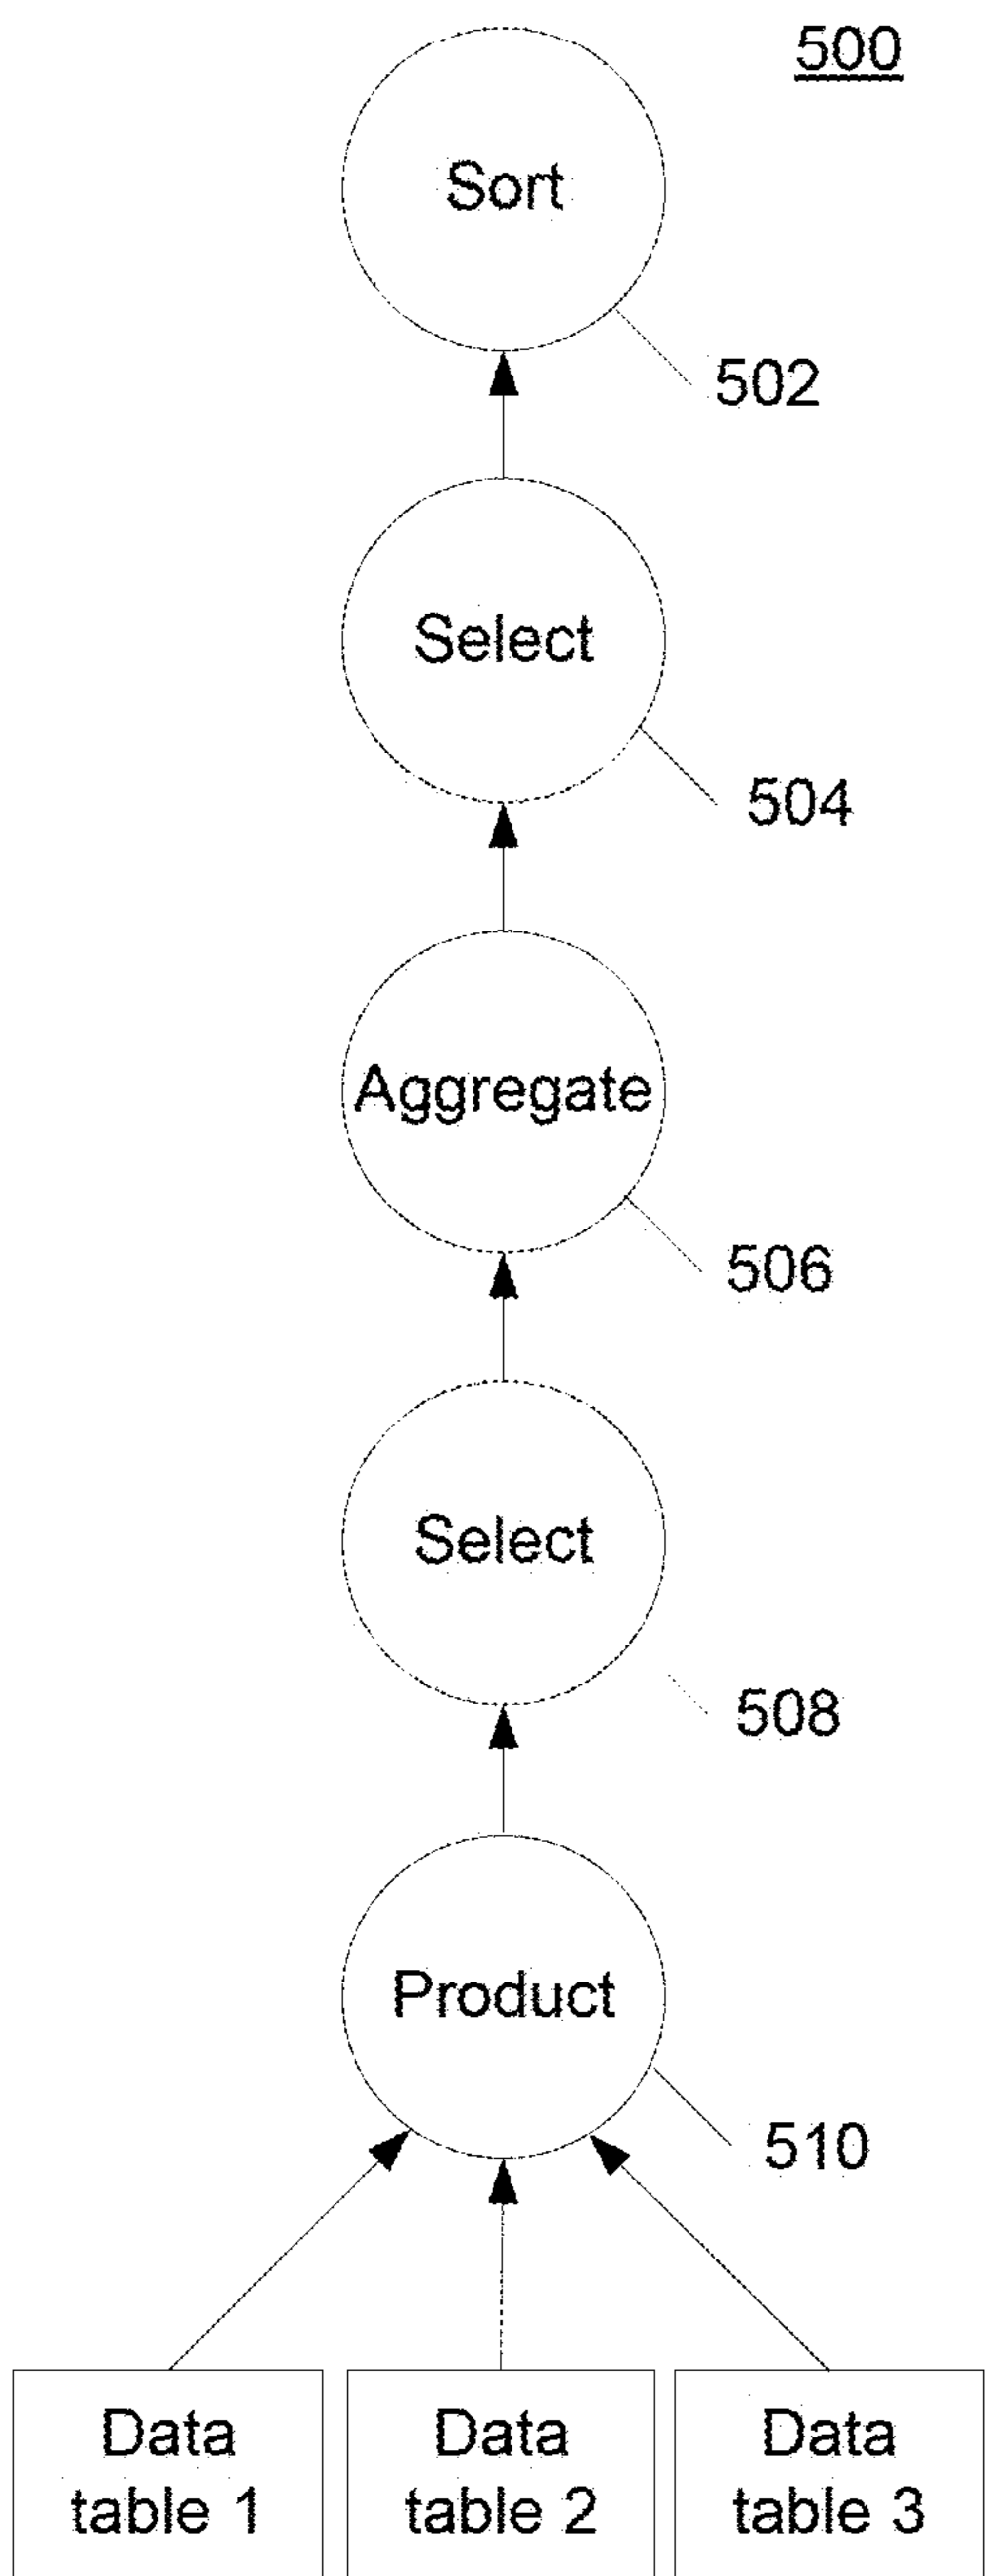 500
Sort
502
Select
504
Aggregate
506
Select
508
Product
510
Data
table 1
Data
table 2
Data
table 3